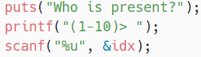 puts("Who is present?");
printf("(1-10)> ");
scanf("%u", &idx);